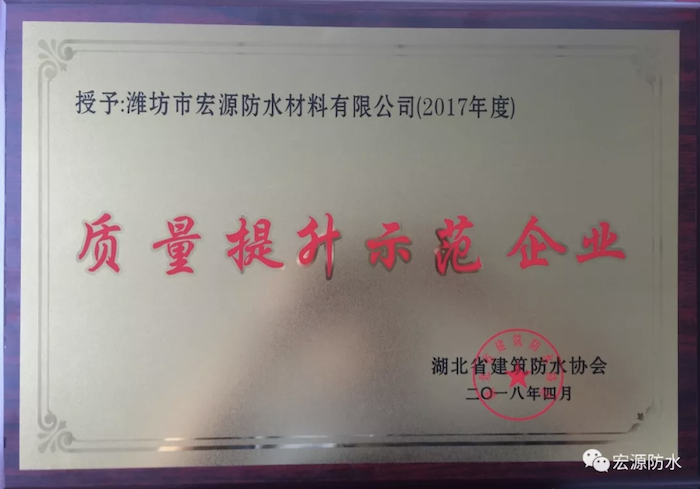 授予:潍坊市宏源防水材料有限公司(2017年度)
质量提升示范企业
湖北省建筑防水协会
二〇一八年四月
宏源防水